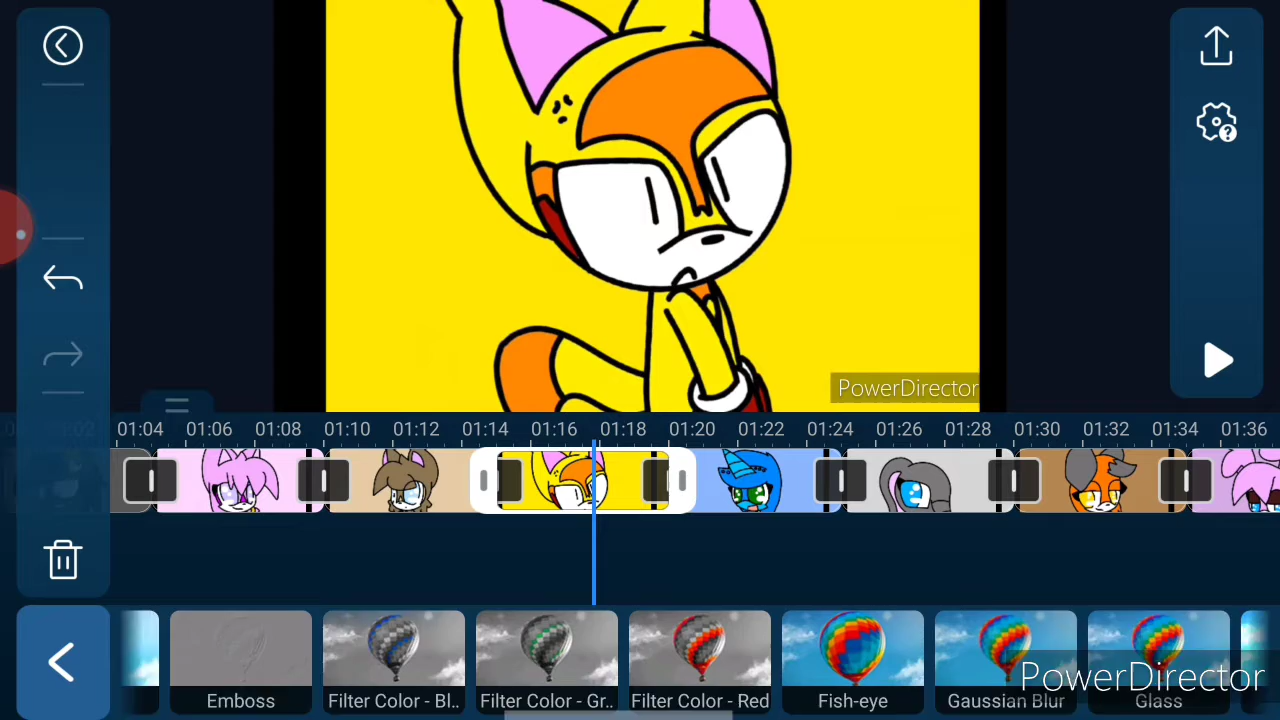 PowerDirector
01:02
01:04 01:06 01:08 01:10 01:12 01:14 01:16 01:18 01:20 01:22 01:24 01:26 01:28 01:30 01:32 01:34 01:36
Emboss Filter Color - Bl.. Filter Color - Gr.. Filter Color - Red Fish-eye Gaussian Blur Glass
PowerDirector